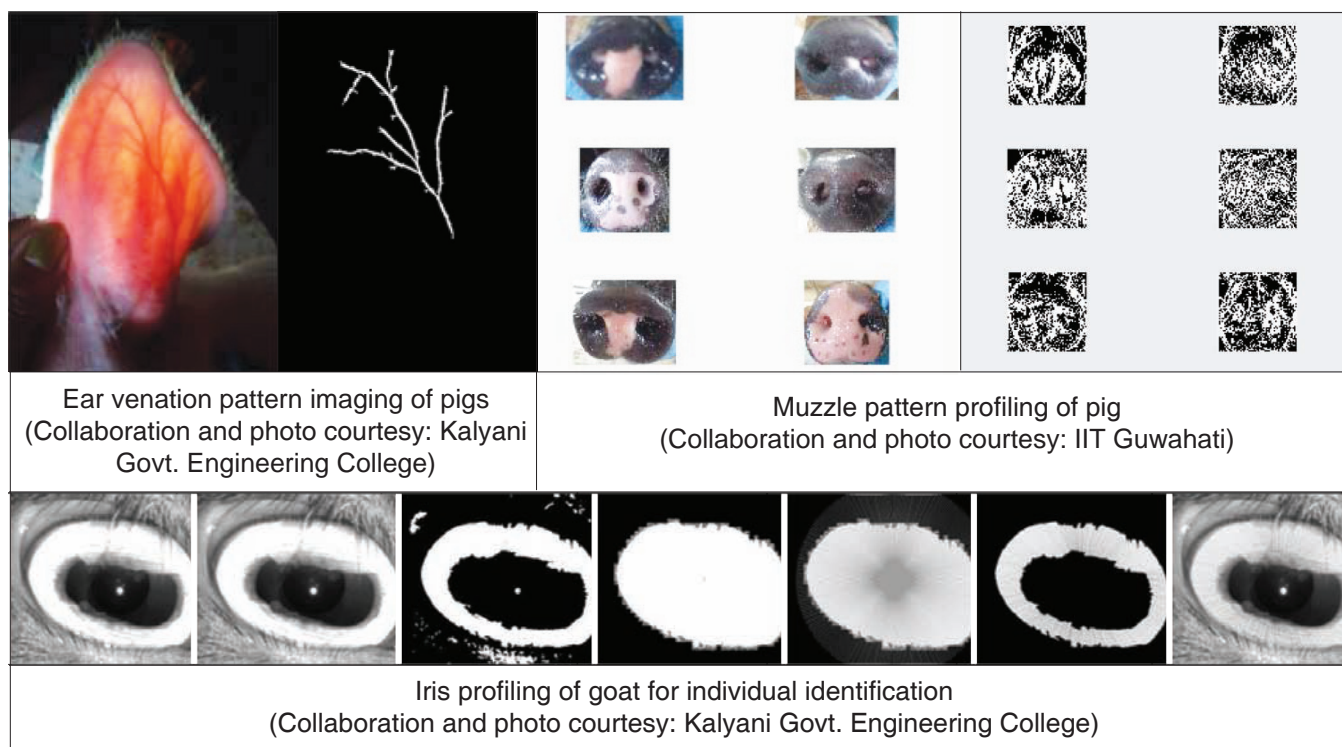 Ear venation pattern imaging of pigs
(Collaboration and photo courtesy: Kalyani
Govt. Engineering College)
Muzzle pattern profiling of pig
(Collaboration and photo courtesy: IIT Guwahati)
Iris profiling of goat for individual identification
(Collaboration and photo courtesy: Kalyani Govt. Engineering College)